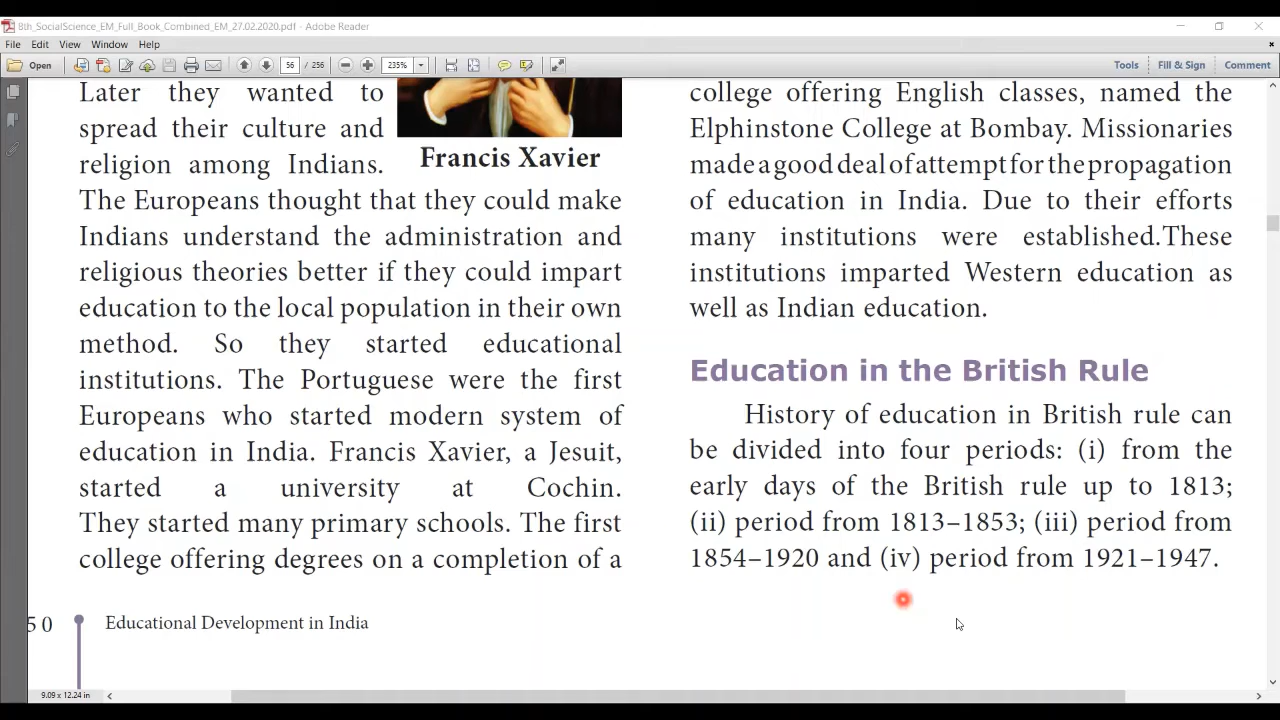 8th_SocialScience_EM_Full_Book_Combined_EM_27.02.2020.pdf - Adobe Reader
File Edit View Window Help
Open 56 / 256 235% Tools Fill & Sign Comment
Later they wanted to
spread their culture and
religion among Indians.
Francis Xavier
The Europeans thought that they could make
Indians understand the administration and
religious theories better if they could impart
education to the local population in their own
method. So they started educational
institutions. The Portuguese were the first
Europeans who started modern system of
education in India. Francis Xavier, a Jesuit,
started a university at Cochin.
They started many primary schools. The first
college offering degrees on a completion of a
college offering English classes, named the
Elphinstone College at Bombay. Missionaries
made a good deal of attempt for the propagation
of education in India. Due to their efforts
many institutions were established.These
institutions imparted Western education as
well as Indian education.
Education in the British Rule
History of education in British rule can
be divided into four periods: (i) from the
early days of the British rule up to 1813;
(ii) period from 1813–1853; (iii) period from
1854–1920 and (iv) period from 1921–1947.
50 Educational Development in India
9.09 x 12.24 in